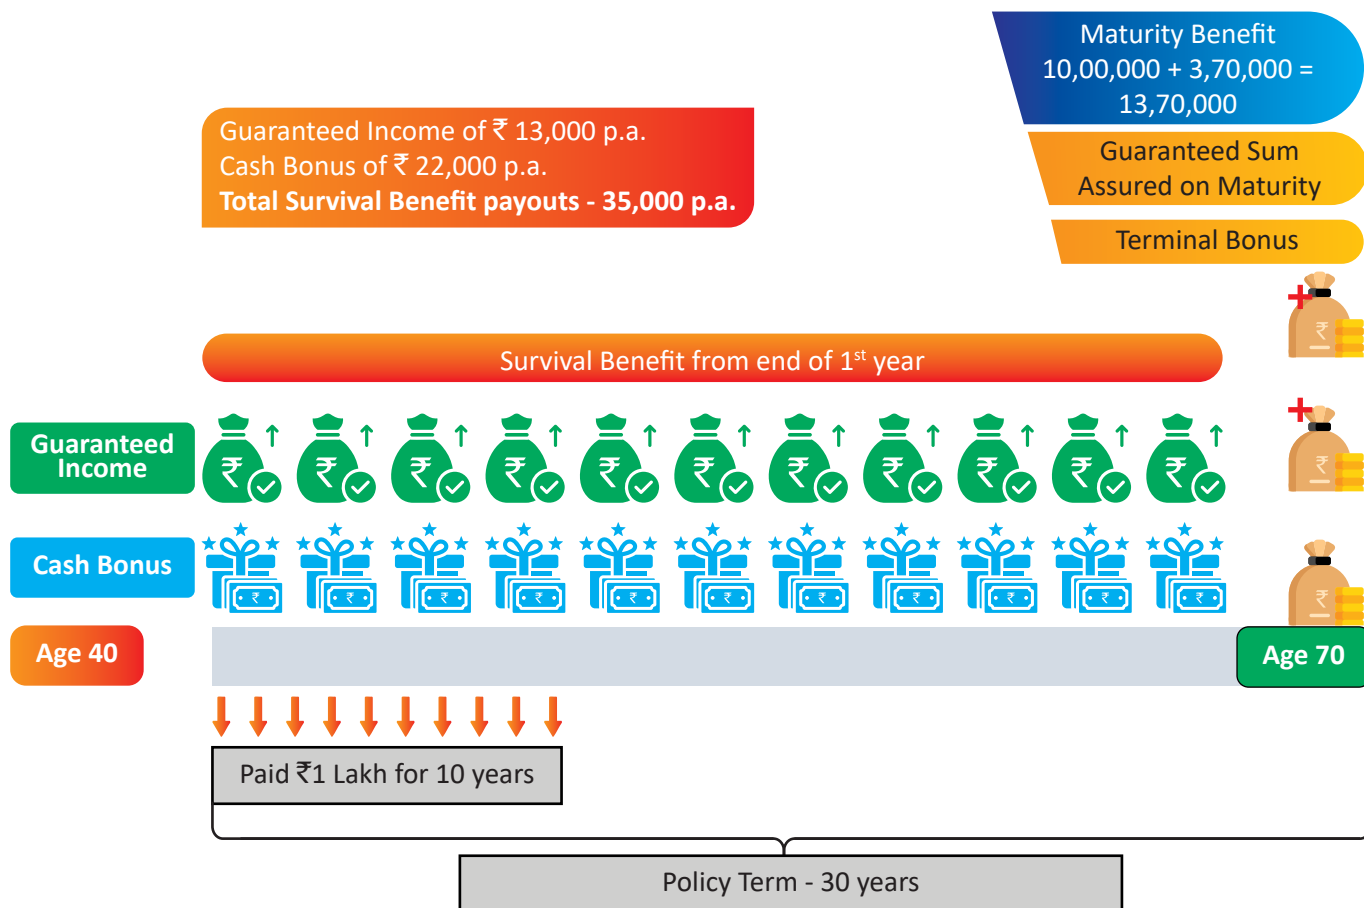 Maturity Benefit
10,00,000 + 3,70,000 =
13,70,000
Guaranteed Sum
Assured on Maturity
Terminal Bonus
Guaranteed Income of ₹ 13,000 p.a.
Cash Bonus of ₹ 22,000 p.a.
Total Survival Benefit payouts - 35,000 p.a.
Survival Benefit from end of 1st year
Guaranteed
Income
Cash Bonus
Age 40
Age 70
Paid ₹1 Lakh for 10 years
Policy Term - 30 years